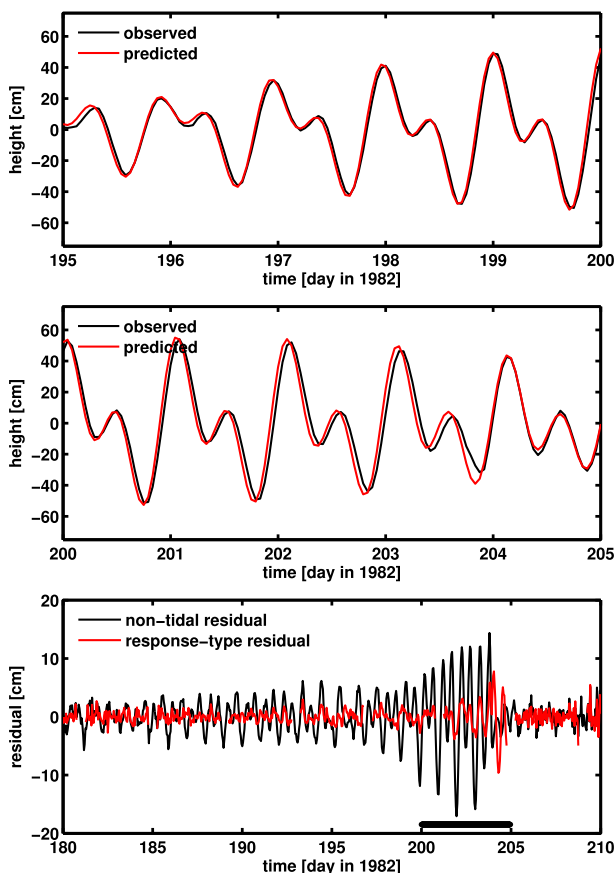 60
40
20
0
−20
−40
−60
height [cm]
observed
predicted
195 196 197 198 199 200
time [day in 1982]
60
40
20
0
−20
−40
−60
height [cm]
observed
predicted
200 201 202 203 204 205
time [day in 1982]
20
10
0
−10
−20
residual [cm]
non−tidal residual
response−type residual
180 185 190 195 200 205 210
time [day in 1982]